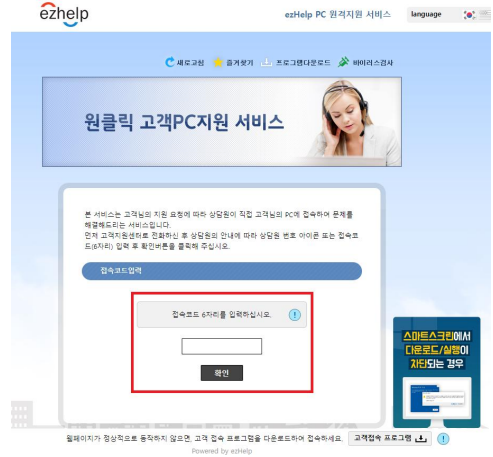 ezhelp
ezHelp PC 원격지원 서비스
language
새로고침 즐겨찾기 프로그램다운로드 바이러스검사
원클릭 고객PC지원 서비스
본 서비스는 고객님의 지원 요청에 따라 상담원이 직접 고객님의 PC에 접속하여 문제를
해결해드리는 서비스입니다.
먼저 고객지원센터로 전화하신 후 상담원의 안내에 따라 상담원 번호 아이콘 또는 접속코
드(6자리) 입력 후 확인버튼을 클릭해 주십시오.
접속코드입력
접속코드 6자리를 입력하십시오.
!
확인
스마트스크린에서
다운로드/실행이
차단되는 경우
웹페이지가 정상적으로 동작하지 않으면, 고객 접속 프로그램을 다운로드하여 접속하세요.
고객접속 프로그램
!
Powered by ezHelp